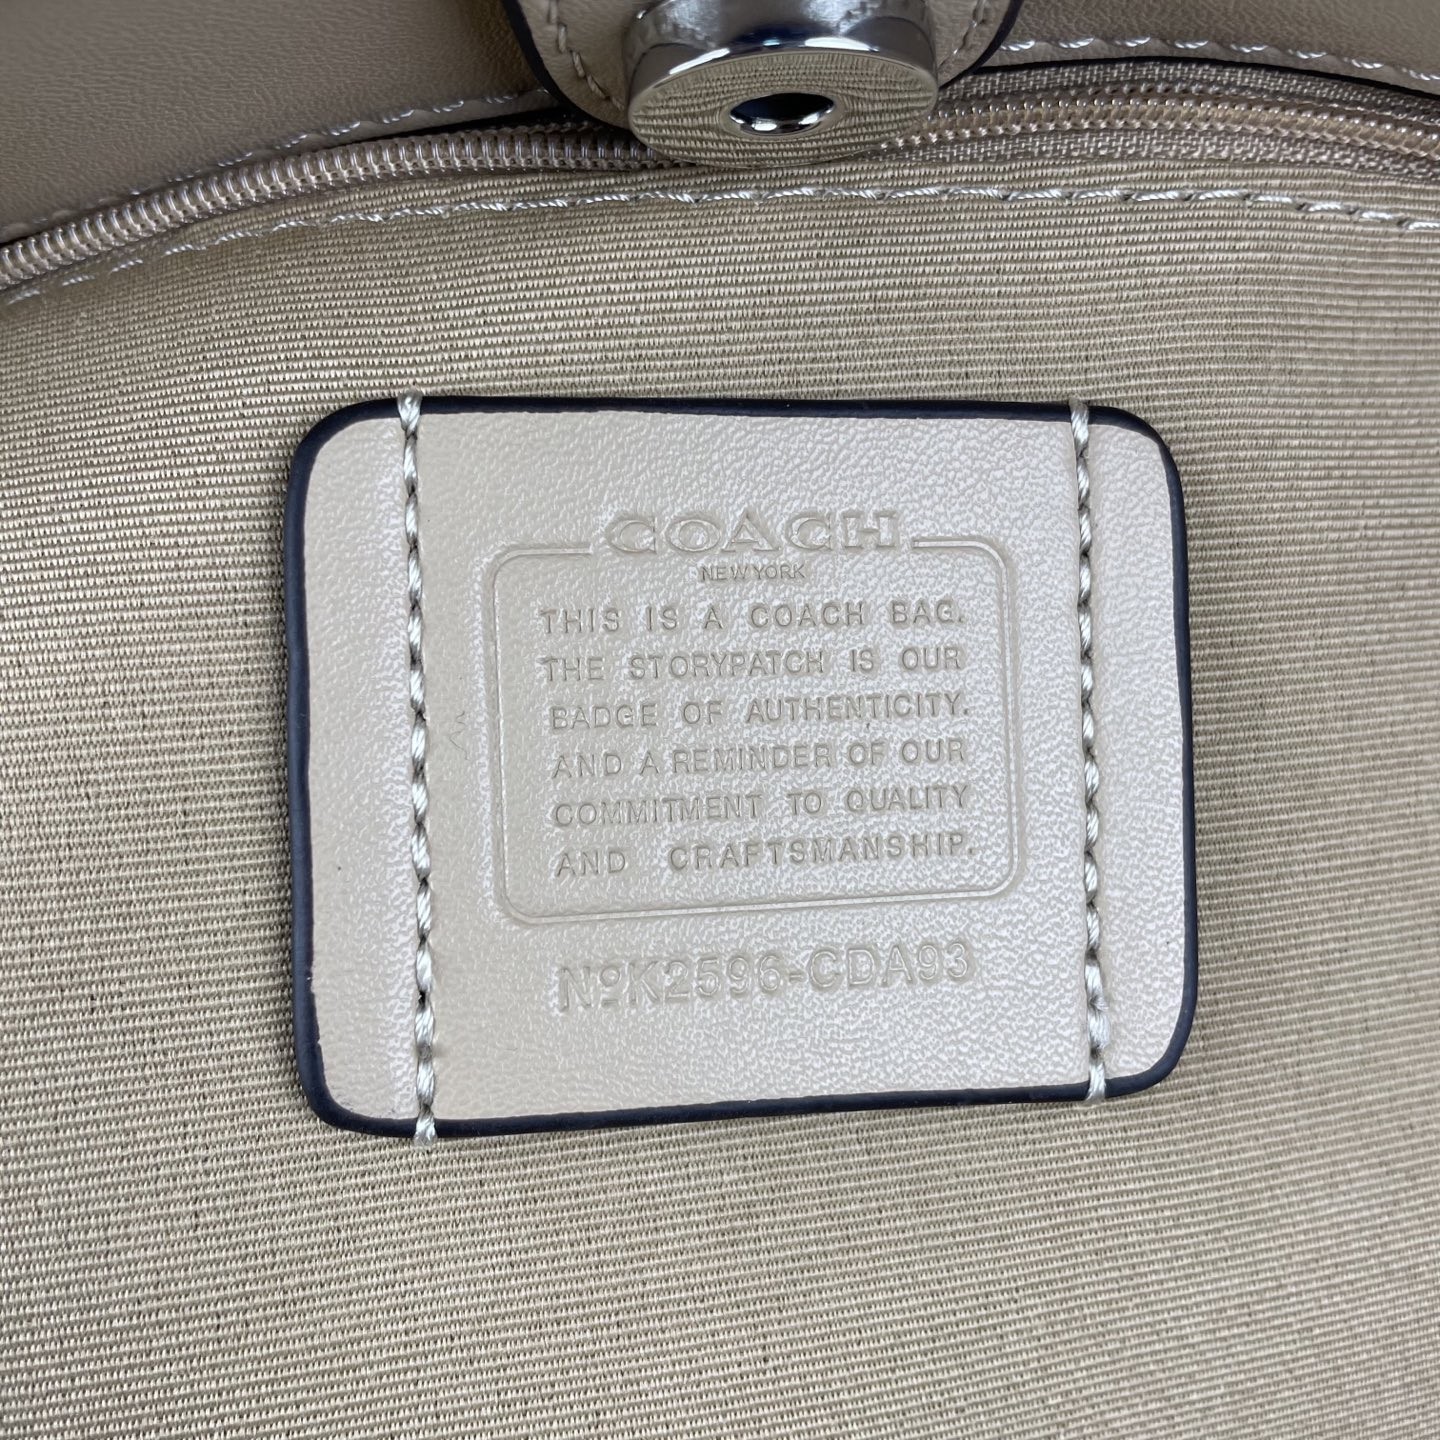 COACH
NEW YORK
THIS IS A COACH BAG.
THE STORYPATCH IS OUR
BADGE OF AUTHENTICITY.
AND A REMINDER OF OUR
COMMITMENT TO QUALITY
AND CRAFTSMANSHIP.
NºK2596-CDA93